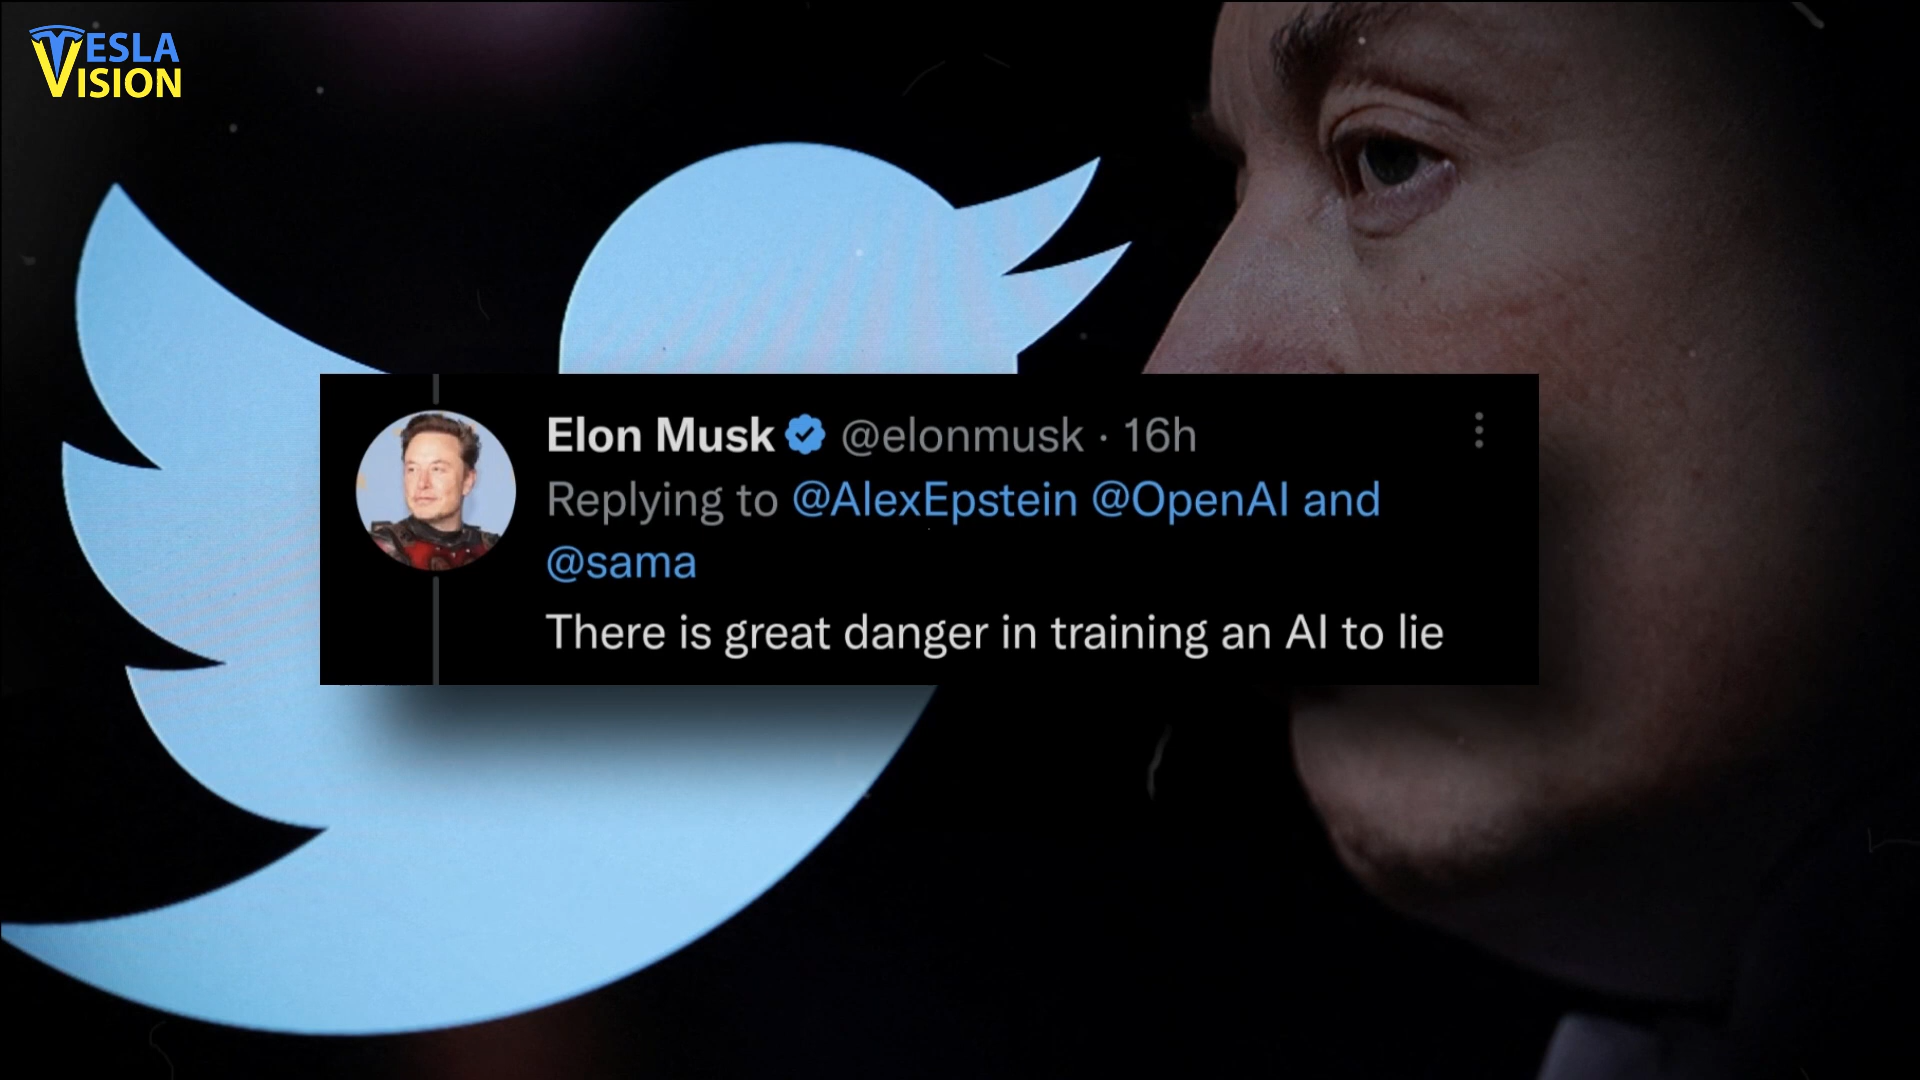 TESLA
VISION
Elon Musk @elonmusk · 16h
Replying to @AlexEpstein @OpenAI and
@sama
There is great danger in training an AI to lie